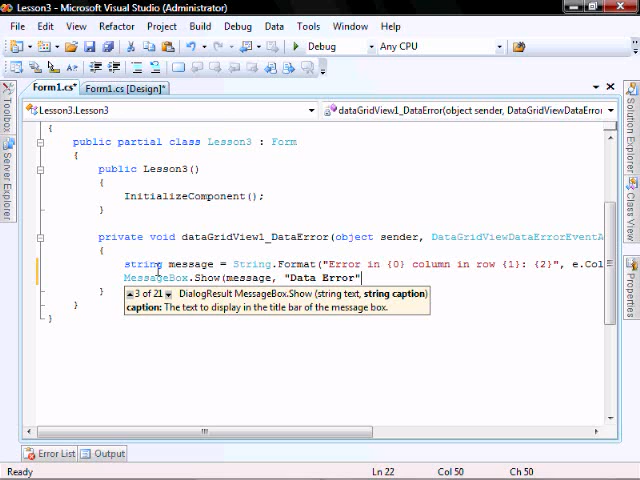 Lesson3 - Microsoft Visual Studio (Administrator)
File Edit View Refactor Project Build Debug Data Tools Test Window Help
Debug Any CPU
Form1.cs* Form1.cs [Design]*
Lesson3.Lesson3 dataGridView1_DataError(object sender, DataGridViewDataError
{
public partial class Lesson3 : Form
{
public Lesson3()
{
InitializeComponent();
}
private void dataGridView1_DataError(object sender, DataGridViewDataErrorEventA
{
string message = String.Format("Error in {0} column in row {1}: {2}", e.Col
MessageBox.Show(message, "Data Error"
3 of 21 DialogResult MessageBox.Show (string text, string caption)
caption: The text to display in the title bar of the message box.
}
}
}
Toolbox
Server Explorer
Solution Explorer
Class View
Properties
Error List Output
Ready Ln 22 Col 50 Ch 50